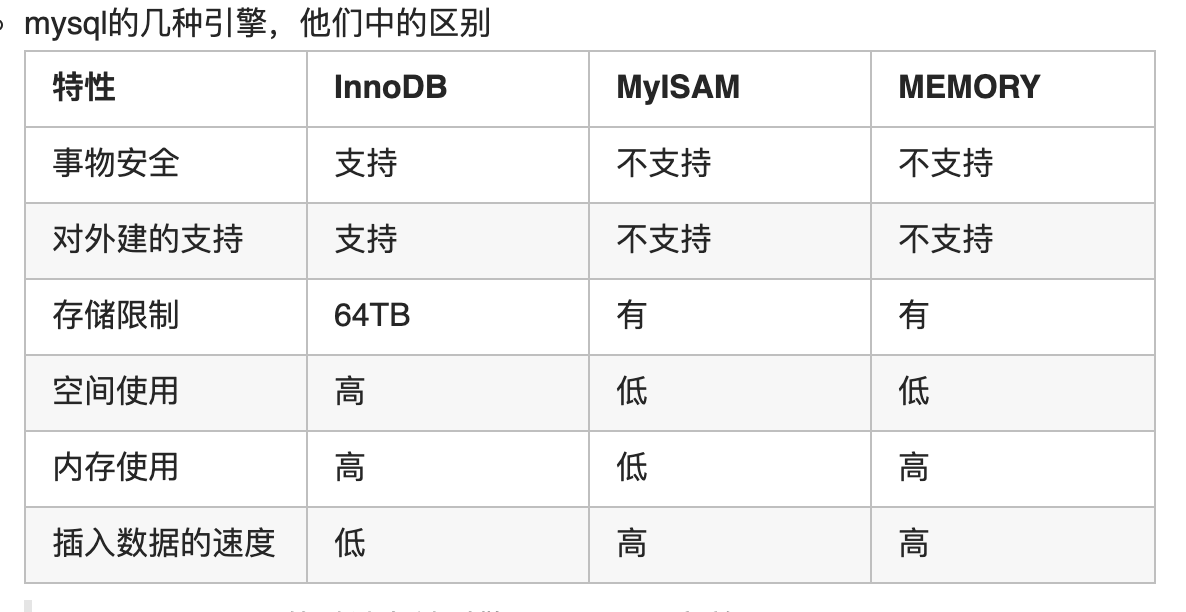 mysql的几种引擎，他们中的区别
特性 InnoDB MyISAM MEMORY
事物安全 支持 不支持 不支持
对外建的支持 支持 不支持 不支持
存储限制 64TB 有 有
空间使用 高 低 低
内存使用 高 低 高
插入数据的速度 低 高 高